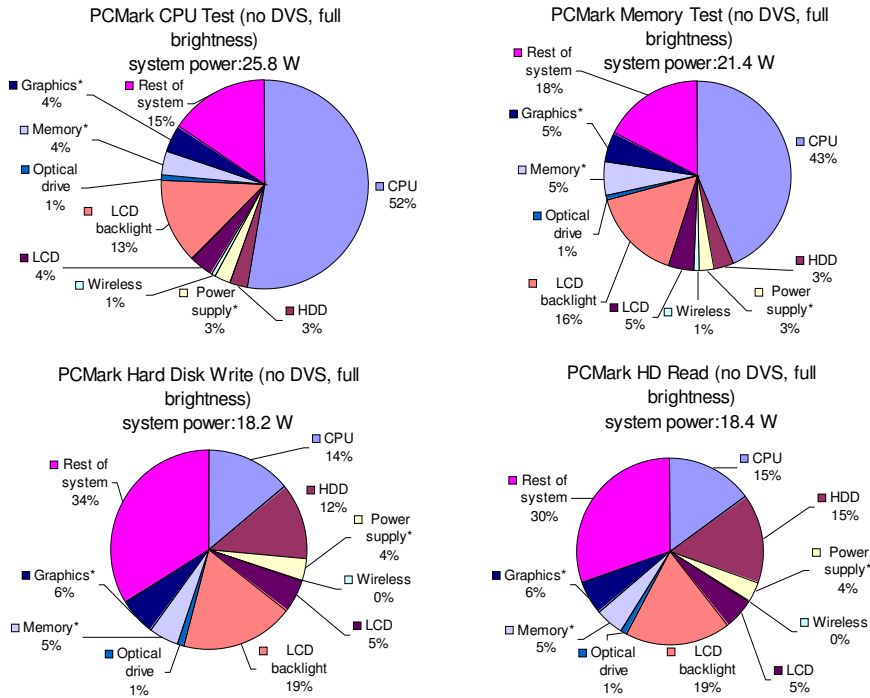 PCMark CPU Test (no DVS, full
brightness)
system power:25.8 W
Rest of
system
15%
Graphics*
4%
Memory*
4%
Optical
drive
1%
LCD
backlight
13%
LCD
4%
Wireless
1%
Power
supply*
3%
HDD
3%
CPU
52%
PCMark Memory Test (no DVS, full
brightness)
system power:21.4 W
Rest of
system
18%
Graphics*
5%
Memory*
5%
Optical
drive
1%
LCD
backlight
16%
LCD
5%
Wireless
1%
Power
supply*
3%
HDD
3%
CPU
43%
PCMark Hard Disk Write (no DVS, full
brightness)
system power:18.2 W
CPU
14%
Rest of
system
34%
HDD
12%
Power
supply*
4%
Wireless
0%
Graphics*
6%
LCD
5%
Memory*
5%
Optical
drive
1%
LCD
backlight
19%
PCMark HD Read (no DVS, full
brightness)
system power:18.4 W
CPU
15%
Rest of
system
30%
HDD
15%
Power
supply*
4%
Graphics*
6%
Wireless
0%
Memory*
5%
Optical
drive
1%
LCD
backlight
19%
LCD
5%